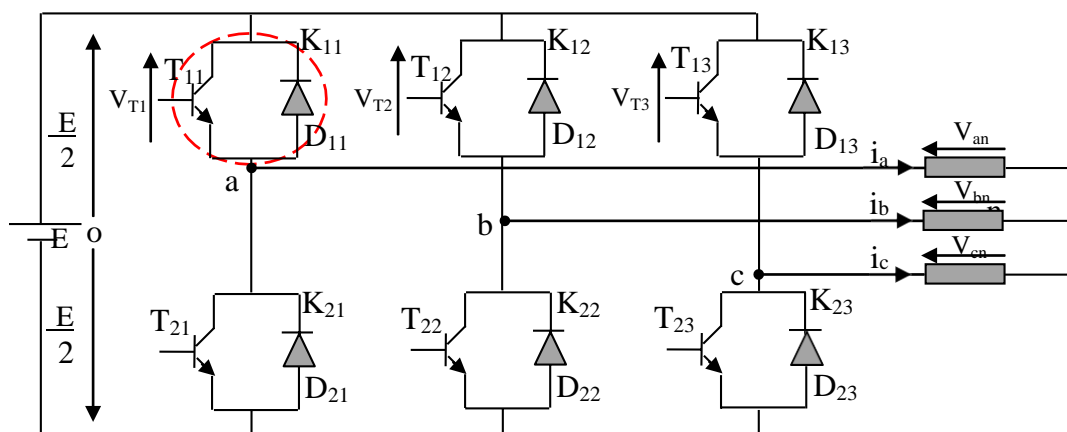 K11 K12 K13
T11 T12 T13
VT1 VT2 VT3
E
2
D11 D12 D13
Van
ia
a
Vbn
n
ib
b
E o
Vcn
ic
c
K21 K22 K23
E
2
T21 T22 T23
D21 D22 D23